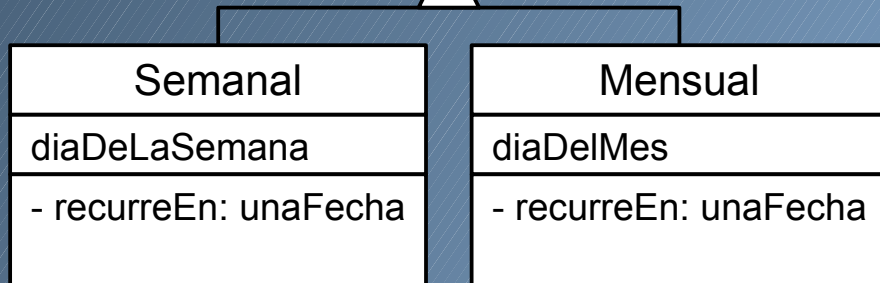 Semanal
diaDeLaSemana
- recurreEn: unaFecha
Mensual
diaDelMes
- recurreEn: unaFecha